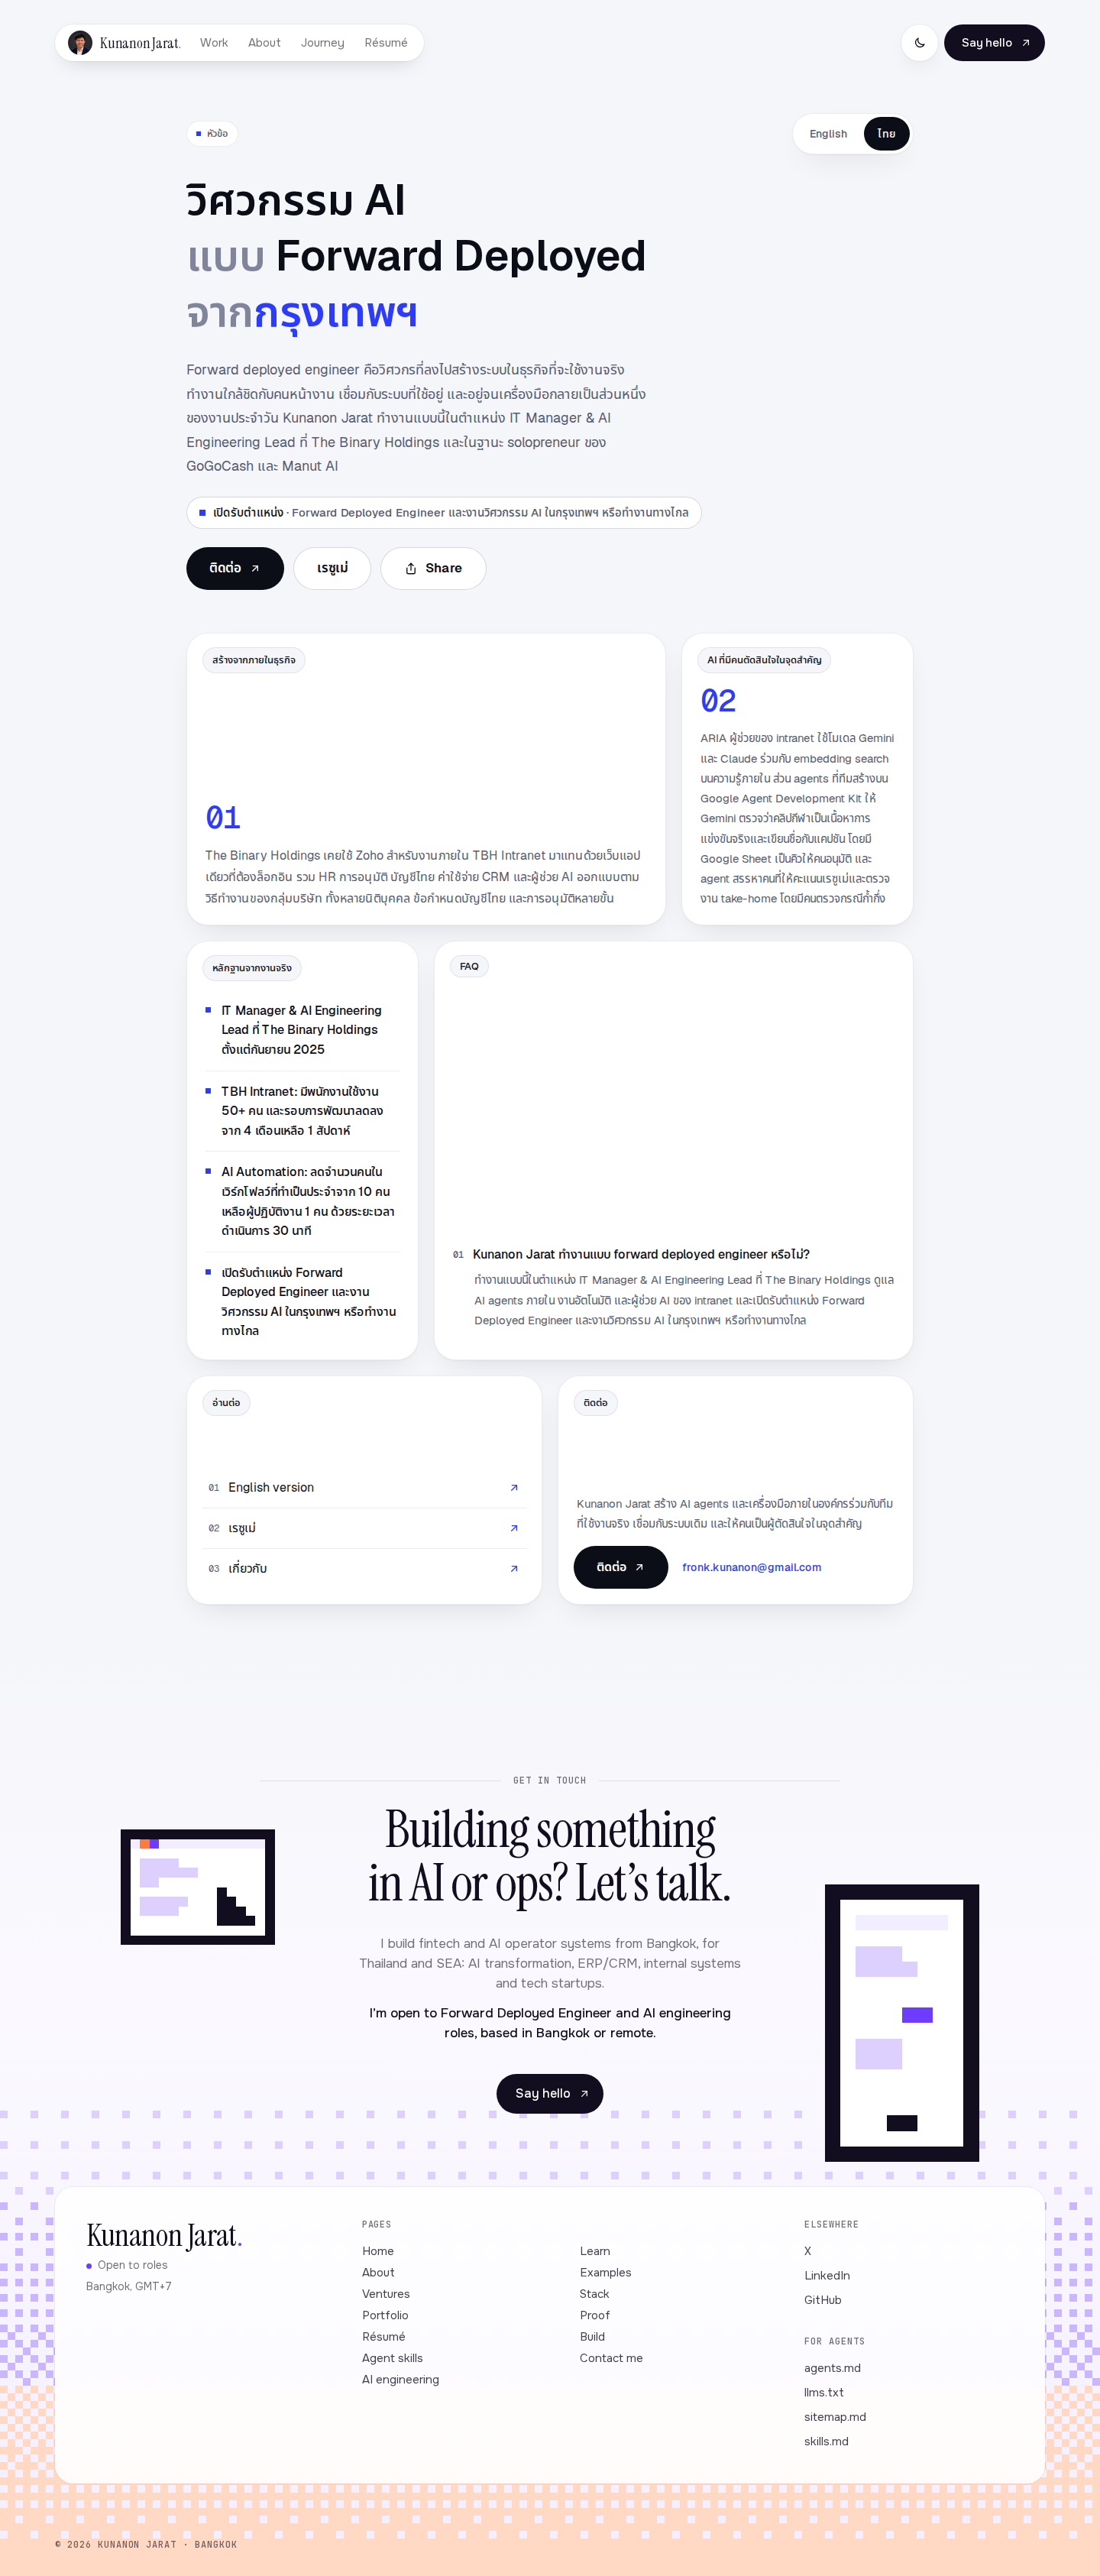 Kunanon Jarat.
Work
About
Journey
Résumé
Say hello
หัวข้อ
English
ไทย
วิศวกรรม AI
แบบ Forward Deployed
จากกรุงเทพฯ
Forward deployed engineer คือวิศวกรที่ลงไปสร้างระบบในธุรกิจที่จะใช้งานจริง
ทำงานใกล้ชิดกับคนหน้างาน เชื่อมกับระบบที่ใช้อยู่ และอยู่จนเครื่องมือกลายเป็นส่วนหนึ่ง
ของงานประจำวัน Kunanon Jarat ทำงานแบบนี้ในตำแหน่ง IT Manager & AI
Engineering Lead ที่ The Binary Holdings และในฐานะ solopreneur ของ
GoGoCash และ Manut AI
เปิดรับตำแหน่ง · Forward Deployed Engineer และงานวิศวกรรม AI ในกรุงเทพฯ หรือทำงานทางไกล
ติดต่อ
เรซูเม่
Share
สร้างจากภายในธุรกิจ
01
The Binary Holdings เคยใช้ Zoho สำหรับงานภายใน TBH Intranet มาแทนด้วยเว็บแอป
เดียวที่ต้องล็อกอิน รวม HR การอนุมัติ บัญชีไทย ค่าใช้จ่าย CRM และผู้ช่วย AI ออกแบบตาม
วิธีทำงานของกลุ่มบริษัท ทั้งหลายนิติบุคคล ข้อกำหนดบัญชีไทย และการอนุมัติหลายขั้น
AI ที่มีคนตัดสินใจในจุดสำคัญ
02
ARIA ผู้ช่วยของ intranet ใช้โมเดล Gemini
และ Claude ร่วมกับ embedding search
บนความรู้ภายใน ส่วน agents ที่ทีมสร้างบน
Google Agent Development Kit ให้
Gemini ตรวจว่าคลิปกีฬาเป็นเนื้อหาการ
แข่งขันจริงและเขียนชื่อกับแคปชัน โดยมี
Google Sheet เป็นคิวให้คนอนุมัติ และ
agent สรรหาคนที่ให้คะแนนเรซูเม่และตรวจ
งาน take-home โดยมีคนตรวจกรณีก้ำกึ่ง
หลักฐานจากงานจริง
IT Manager & AI Engineering
Lead ที่ The Binary Holdings
ตั้งแต่กันยายน 2025
TBH Intranet: มีพนักงานใช้งาน
50+ คน และรอบการพัฒนาลดลง
จาก 4 เดือนเหลือ 1 สัปดาห์
AI Automation: ลดจำนวนคนใน
เวิร์กโฟลว์ที่ทำเป็นประจำจาก 10 คน
เหลือผู้ปฏิบัติงาน 1 คน ด้วยระยะเวลา
ดำเนินการ 30 นาที
เปิดรับตำแหน่ง Forward
Deployed Engineer และงาน
วิศวกรรม AI ในกรุงเทพฯ หรือทำงาน
ทางไกล
FAQ
01 Kunanon Jarat ทำงานแบบ forward deployed engineer หรือไม่?
ทำงานแบบนี้ในตำแหน่ง IT Manager & AI Engineering Lead ที่ The Binary Holdings ดูแล
AI agents ภายใน งานอัตโนมัติ และผู้ช่วย AI ของ intranet และเปิดรับตำแหน่ง Forward
Deployed Engineer และงานวิศวกรรม AI ในกรุงเทพฯ หรือทำงานทางไกล
อ่านต่อ
01 English version
02 เรซูเม่
03 เกี่ยวกับ
ติดต่อ
Kunanon Jarat สร้าง AI agents และเครื่องมือภายในองค์กรร่วมกับทีม
ที่ใช้งานจริง เชื่อมกับระบบเดิม และให้คนเป็นผู้ตัดสินใจในจุดสำคัญ
ติดต่อ
fronk.kunanon@gmail.com
GET IN TOUCH
Building something
in AI or ops? Let’s talk.
I build fintech and AI operator systems from Bangkok, for
Thailand and SEA: AI transformation, ERP/CRM, internal systems
and tech startups.
I'm open to Forward Deployed Engineer and AI engineering
roles, based in Bangkok or remote.
Say hello
Kunanon Jarat.
Open to roles
Bangkok, GMT+7
PAGES
Home
About
Ventures
Portfolio
Résumé
Agent skills
AI engineering
Learn
Examples
Stack
Proof
Build
Contact me
ELSEWHERE
X
LinkedIn
GitHub
FOR AGENTS
agents.md
llms.txt
sitemap.md
skills.md
© 2026 KUNANON JARAT · BANGKOK